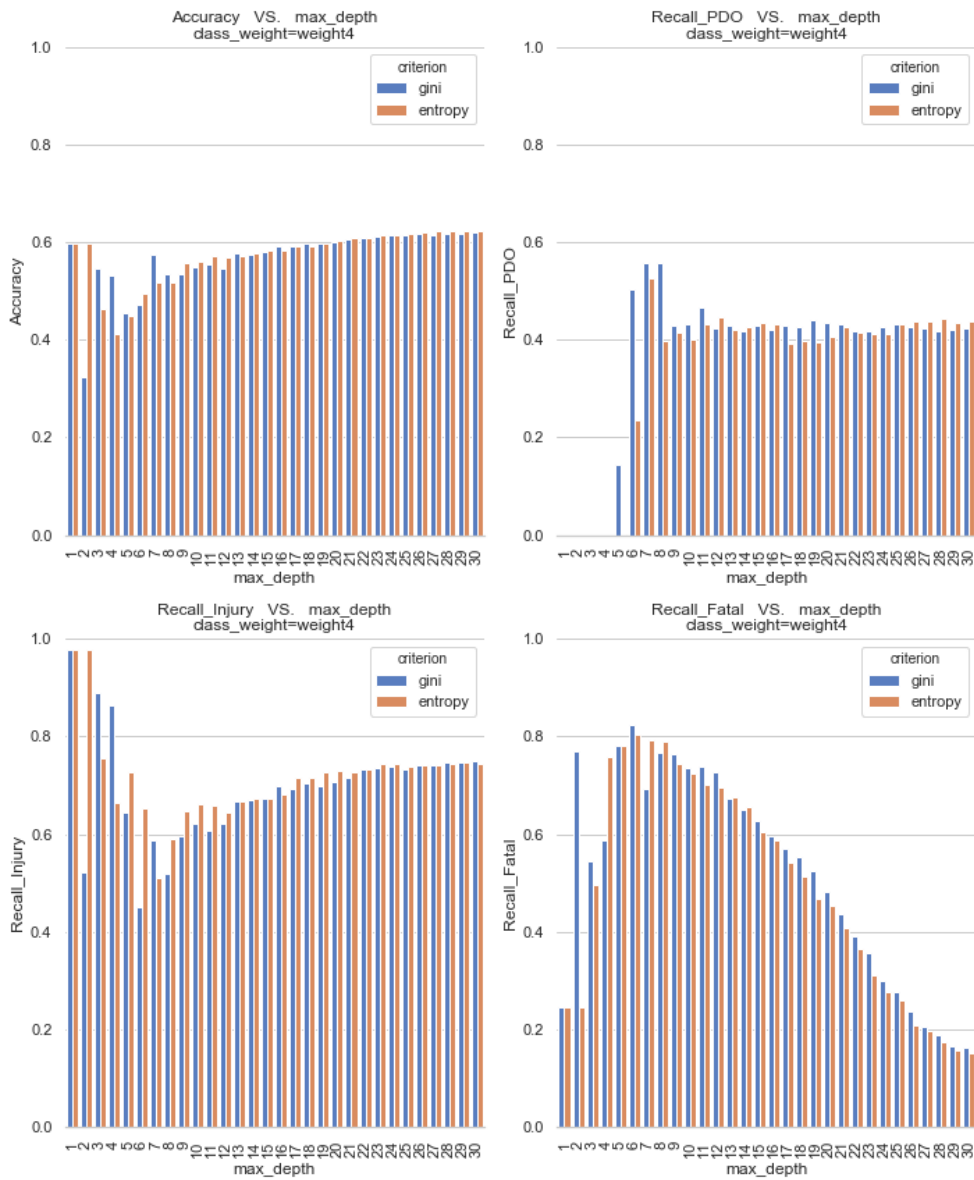 Accuracy VS. max_depth
class_weight=weight4
1.0
0.8
0.6
0.4
0.2
0.0
Accuracy
criterion
gini
entropy
1 2 3 4 5 6 7 8 9 10 11 12 13 14 15 16 17 18 19 20 21 22 23 24 25 26 27 28 29 30
max_depth
Recall_PDO VS. max_depth
class_weight=weight4
1.0
0.8
0.6
0.4
0.2
0.0
Recall_PDO
criterion
gini
entropy
1 2 3 4 5 6 7 8 9 10 11 12 13 14 15 16 17 18 19 20 21 22 23 24 25 26 27 28 29 30
max_depth
Recall_Injury VS. max_depth
class_weight=weight4
1.0
0.8
0.6
0.4
0.2
0.0
Recall_Injury
criterion
gini
entropy
1 2 3 4 5 6 7 8 9 10 11 12 13 14 15 16 17 18 19 20 21 22 23 24 25 26 27 28 29 30
max_depth
Recall_Fatal VS. max_depth
class_weight=weight4
1.0
0.8
0.6
0.4
0.2
0.0
Recall_Fatal
criterion
gini
entropy
1 2 3 4 5 6 7 8 9 10 11 12 13 14 15 16 17 18 19 20 21 22 23 24 25 26 27 28 29 30
max_depth